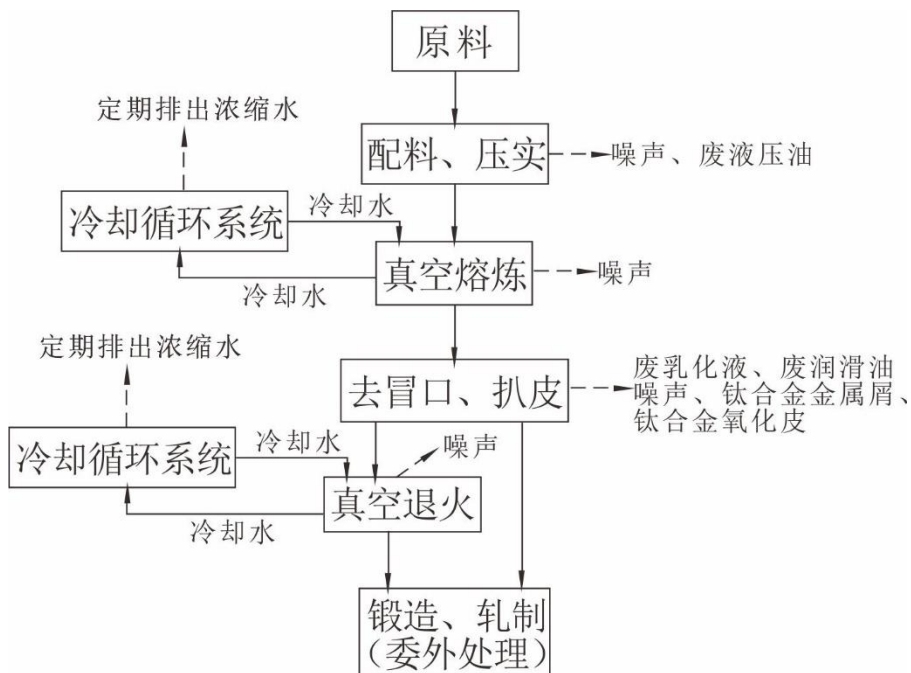 原料
定期排出浓缩水
配料、压实
噪声、废液压油
冷却循环系统
冷却水
真空熔炼
噪声
冷却水
定期排出浓缩水
去冒口、扒皮
废乳化液、废润滑油
噪声、钛合金金属屑、
钛合金氧化皮
冷却循环系统
冷却水
噪声
真空退火
冷却水
锻造、轧制
（委外处理）